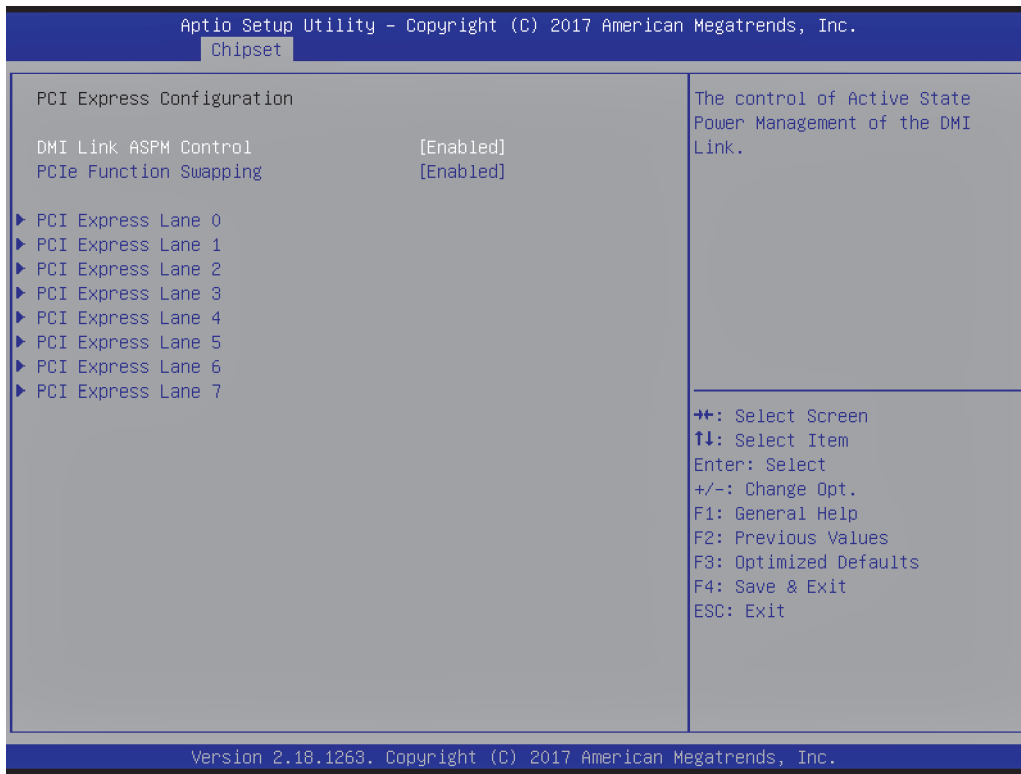 Aptio Setup Utility – Copyright (C) 2017 American Megatrends, Inc.
Chipset
PCI Express Configuration
DMI Link ASPM Control [Enabled]
PCIe Function Swapping [Enabled]
PCI Express Lane 0
PCI Express Lane 1
PCI Express Lane 2
PCI Express Lane 3
PCI Express Lane 4
PCI Express Lane 5
PCI Express Lane 6
PCI Express Lane 7
The control of Active State
Power Management of the DMI
Link.
→←: Select Screen
↑↓: Select Item
Enter: Select
+/-: Change Opt.
F1: General Help
F2: Previous Values
F3: Optimized Defaults
F4: Save & Exit
ESC: Exit
Version 2.18.1263. Copyright (C) 2017 American Megatrends, Inc.